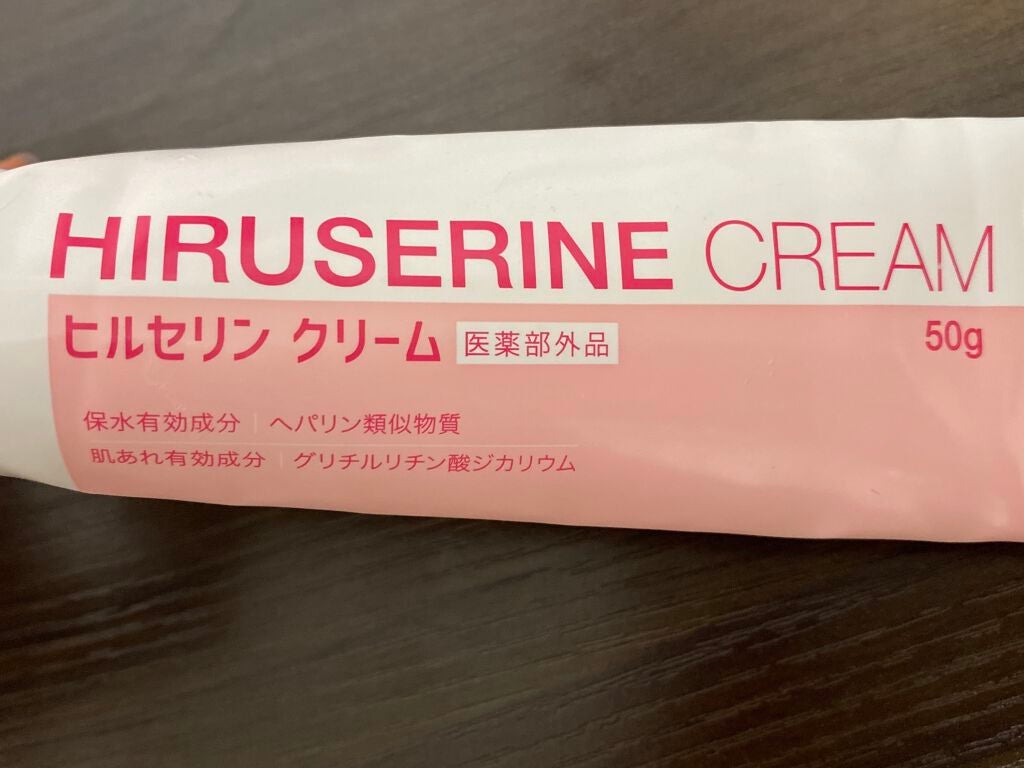 HIRUSERINE CREAM
ヒルセリン クリーム 医薬部外品 50g
保水有効成分 | ヘパリン類似物質
肌あれ有効成分 | グリチルリチン酸ジカリウム